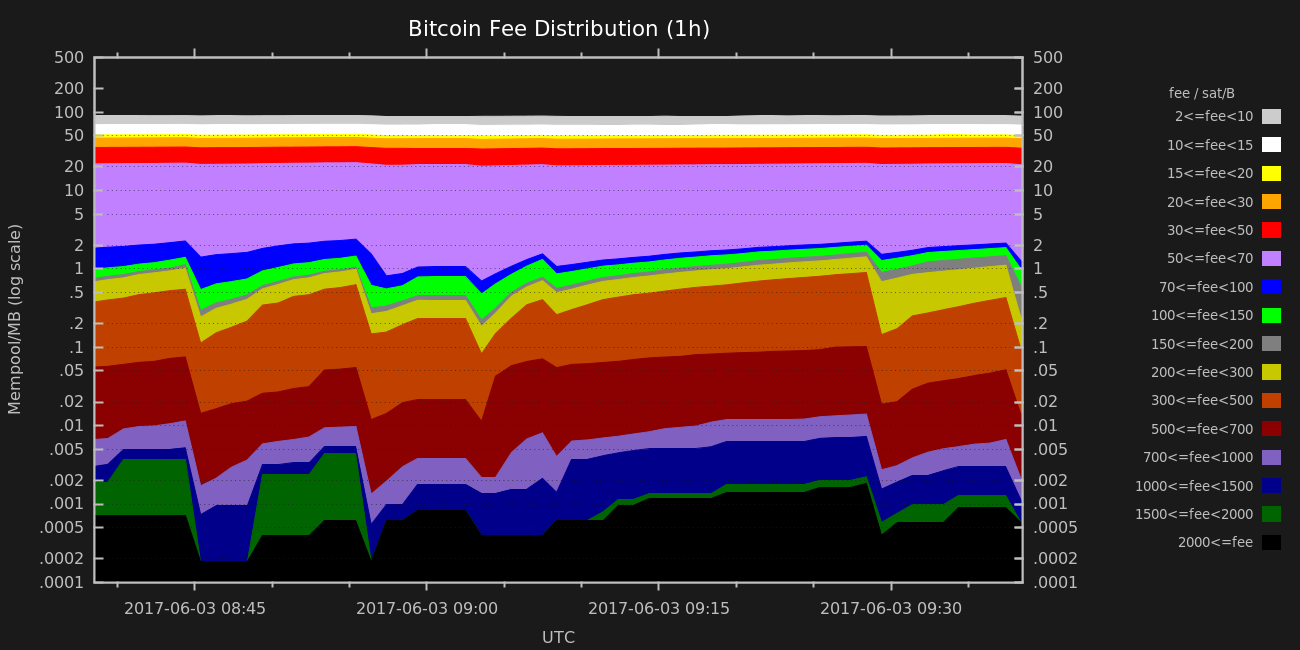 Bitcoin Fee Distribution (1h)
500 500
200 200
100 100
50 50
20 20
10 10
5 5
2 2
1 1
.5 .5
.2 .2
.1 .1
.05 .05
.02 .02
.01 .01
.005 .005
.002 .002
.001 .001
.0005 .0005
.0002 .0002
.0001 .0001
Mempool/MB (log scale)
2017-06-03 08:45 2017-06-03 09:00 2017-06-03 09:15 2017-06-03 09:30
UTC
fee / sat/B
2<=fee<10
10<=fee<15
15<=fee<20
20<=fee<30
30<=fee<50
50<=fee<70
70<=fee<100
100<=fee<150
150<=fee<200
200<=fee<300
300<=fee<500
500<=fee<700
700<=fee<1000
1000<=fee<1500
1500<=fee<2000
2000<=fee